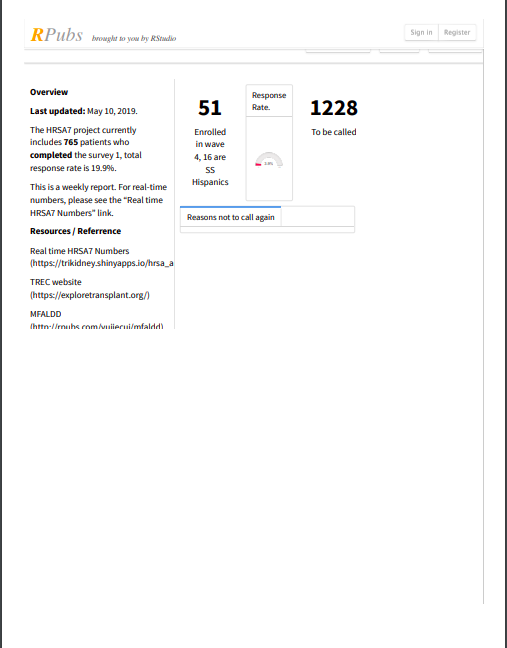 RPubs brought to you by RStudio
Sign in Register
Overview
Last updated: May 10, 2019.
The HRSA7 project currently
includes 765 patients who
completed the survey 1, total
response rate is 19.9%.
This is a weekly report. For real-time
numbers, please see the "Real time
HRSA7 Numbers" link.
Resources / Referrence
Real time HRSA7 Numbers
(https://trikidney.shinyapps.io/hrsa_a
TREC website
(https://exploretransplant.org/)
MFALDD
(http://rpubs.com/yujiecui/mfaldd)
51
Enrolled
in wave
4, 16 are
SS
Hispanics
Response
Rate.
1228
To be called
Reasons not to call again